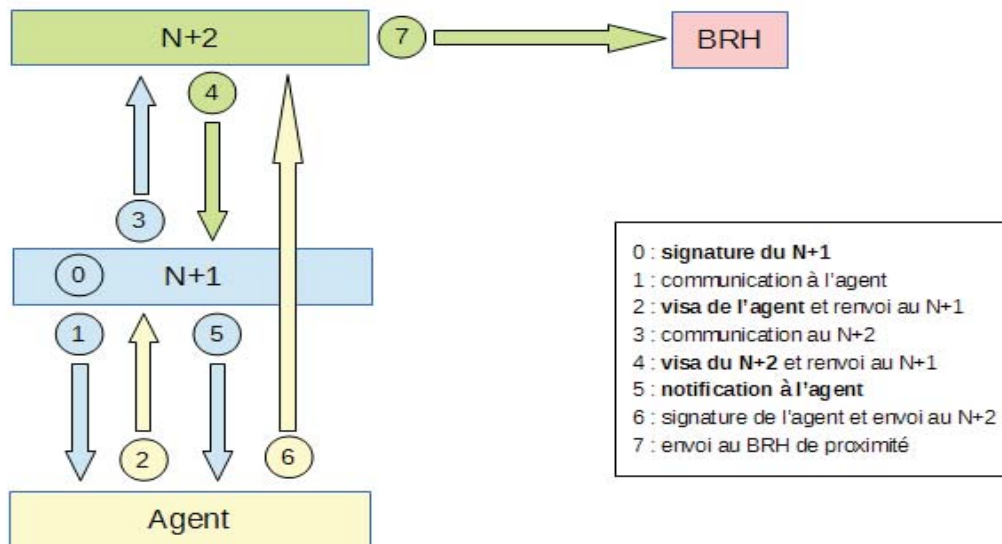 N+2
7
BRH
4
3
0
N+1
1
5
2
6
Agent
0 : signature du N+1
1 : communication à l'agent
2 : visa de l'agent et renvoi au N+1
3 : communication au N+2
4 : visa du N+2 et renvoi au N+1
5 : notification à l'agent
6 : signature de l'agent et envoi au N+2
7 : envoi au BRH de proximité